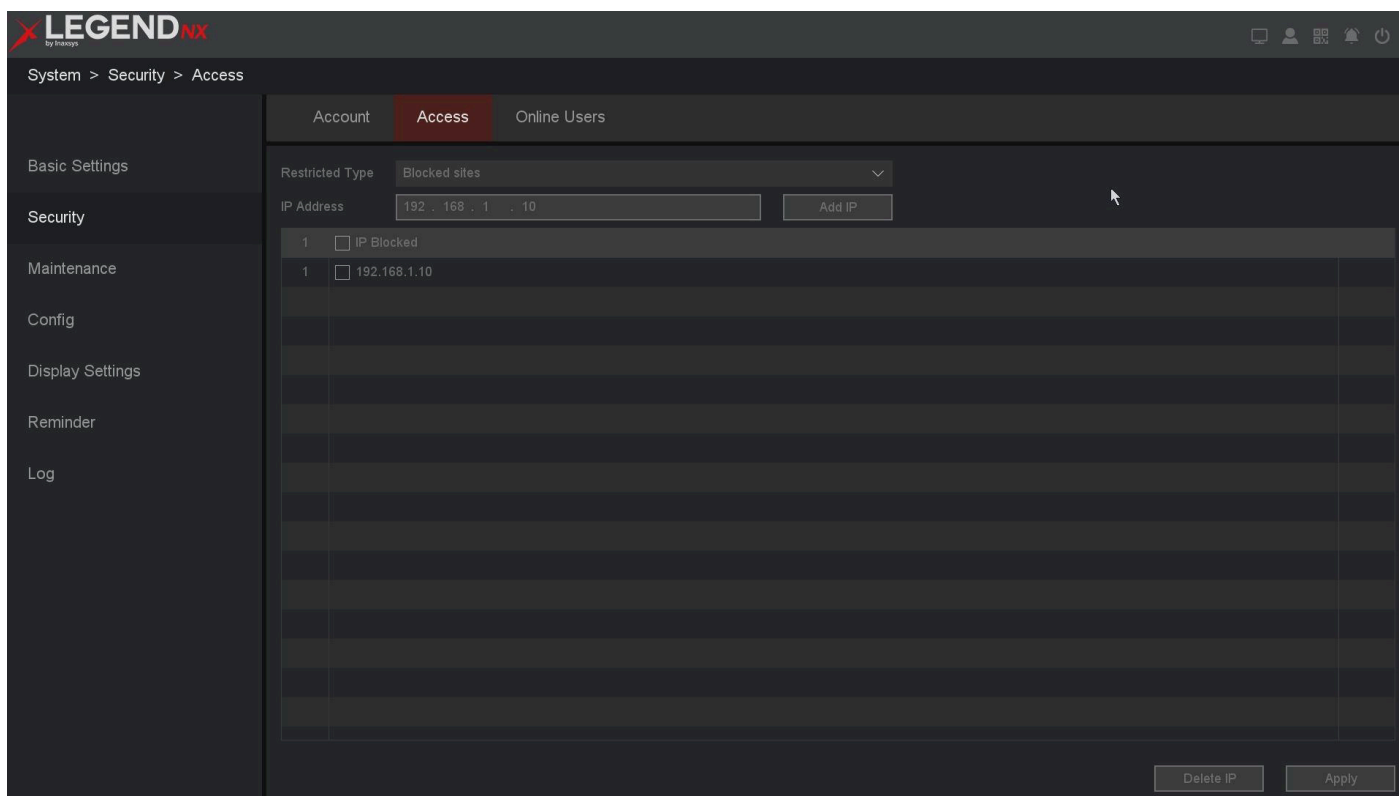 LEGEND NX
by Inaxsys
System > Security > Access
Account Access Online Users
Basic Settings
Security
Maintenance
Config
Display Settings
Reminder
Log
Restricted Type Blocked sites
IP Address 192 . 168 . 1 . 10 Add IP
1 IP Blocked
1 192.168.1.10
Delete IP Apply